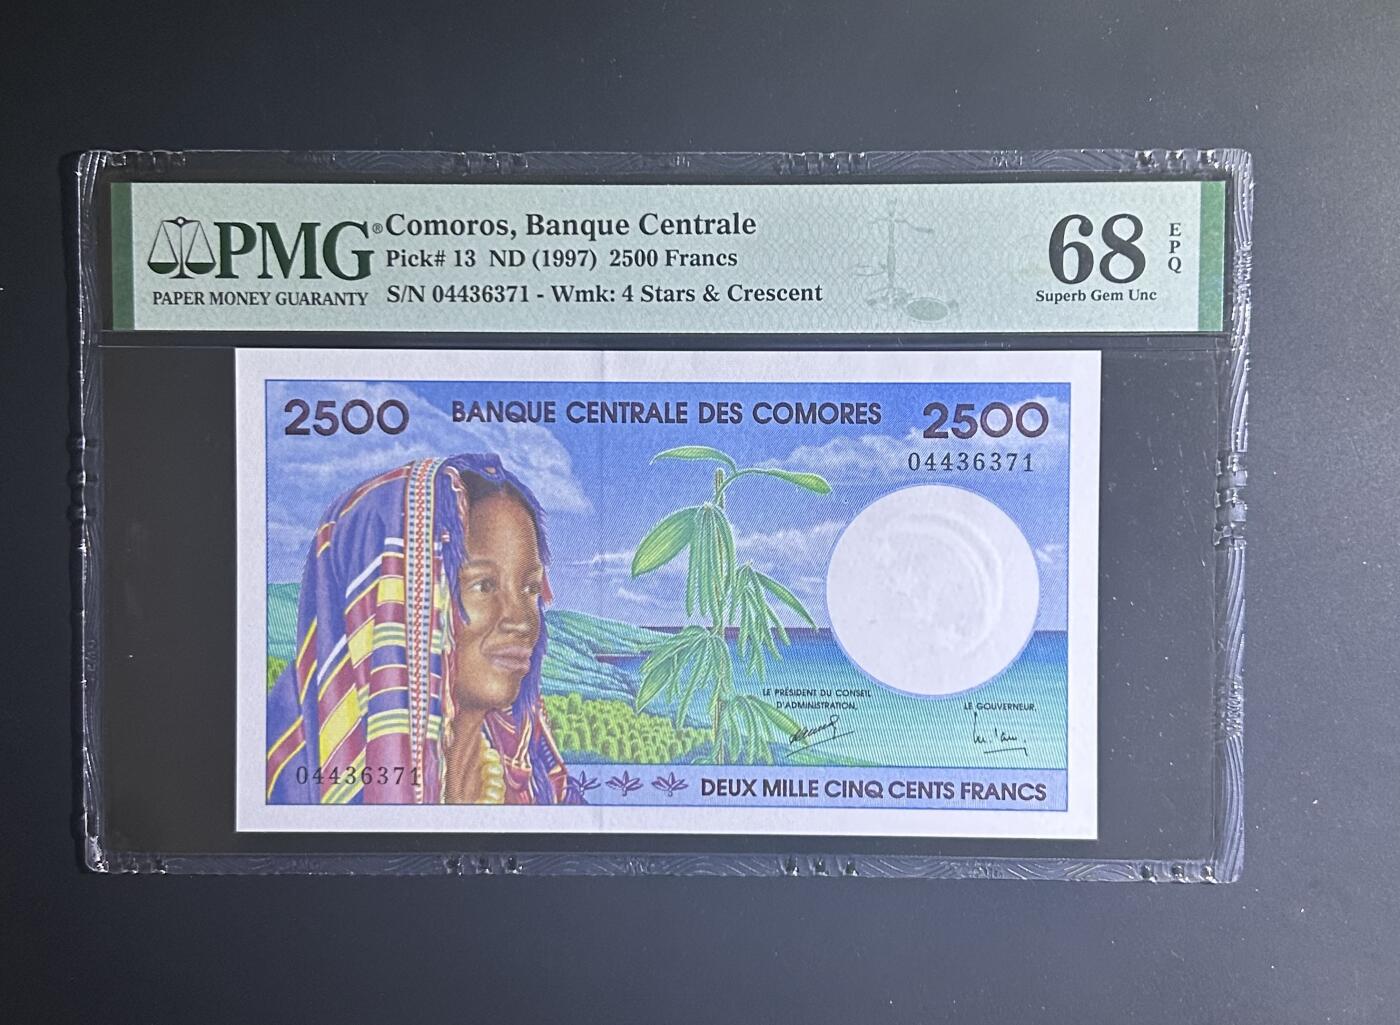 PMG®
PAPER MONEY GUARANTY
Comoros, Banque Centrale
Pick# 13 ND (1997) 2500 Francs
S/N 04436371 - Wmk: 4 Stars & Crescent
68
EPQ
Superb Gem Unc
2500
BANQUE CENTRALE DES COMORES
2500
04436371
LE PRÉSIDENT DU CONSEIL
D'ADMINISTRATION,
LE GOUVERNEUR,
04436371
DEUX MILLE CINQ CENTS FRANCS